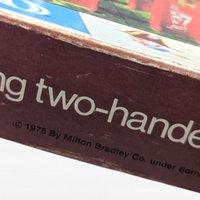 ng two-hande
© 1975 By Milton Bradley Co. under